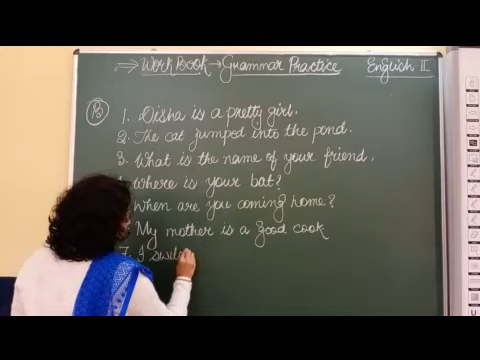 ⇒ Work Book → Grammar Practice English-II
B 1. Disha is a pretty girl.
2. The cat jumped into the pond.
3. What is the name of your friend.
Where is your bat?
When are you coming home?
My mother is a good cook
7. I